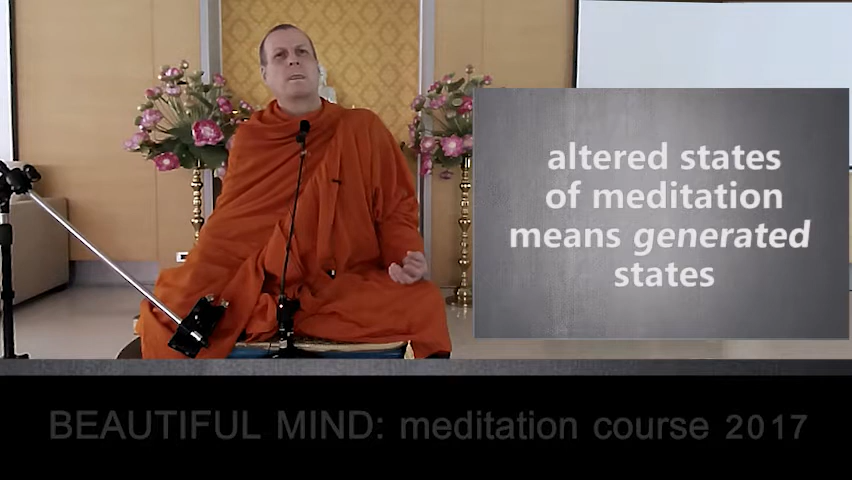 altered states
of meditation
means generated
states
BEAUTIFUL MIND: meditation course 2017